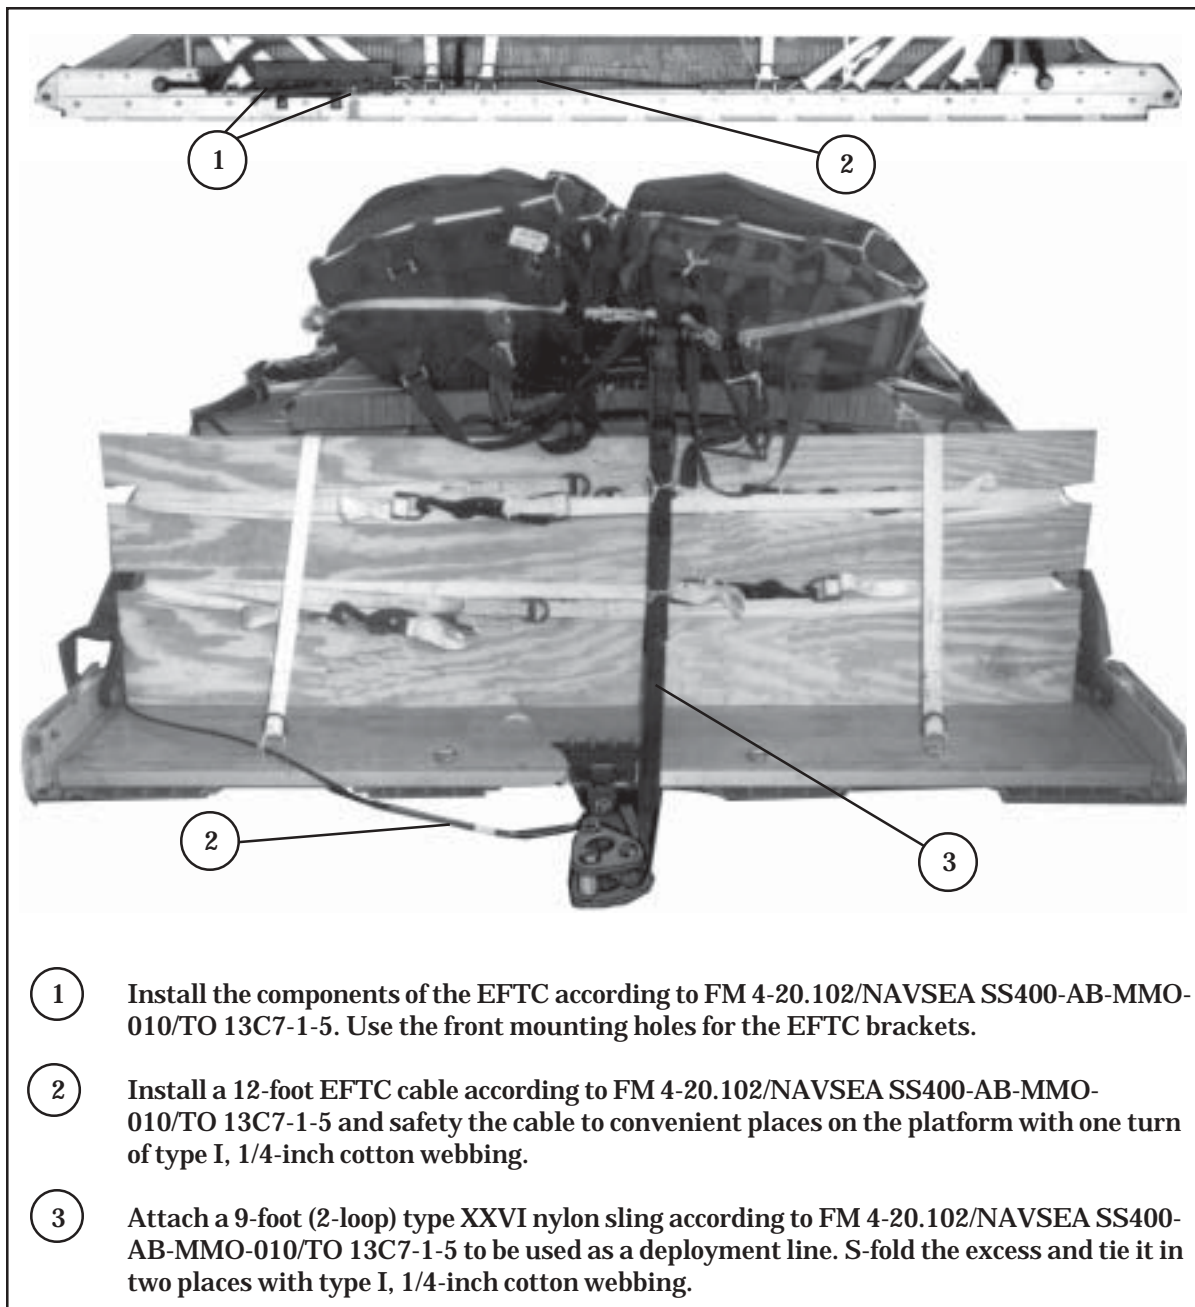 1
2
2
3
1
Install the components of the EFTC according to FM 4-20.102/NAVSEA SS400-AB-MMO-
010/TO 13C7-1-5. Use the front mounting holes for the EFTC brackets.
2
Install a 12-foot EFTC cable according to FM 4-20.102/NAVSEA SS400-AB-MMO-
010/TO 13C7-1-5 and safety the cable to convenient places on the platform with one turn
of type I, 1/4-inch cotton webbing.
3
Attach a 9-foot (2-loop) type XXVI nylon sling according to FM 4-20.102/NAVSEA SS400-
AB-MMO-010/TO 13C7-1-5 to be used as a deployment line. S-fold the excess and tie it in
two places with type I, 1/4-inch cotton webbing.